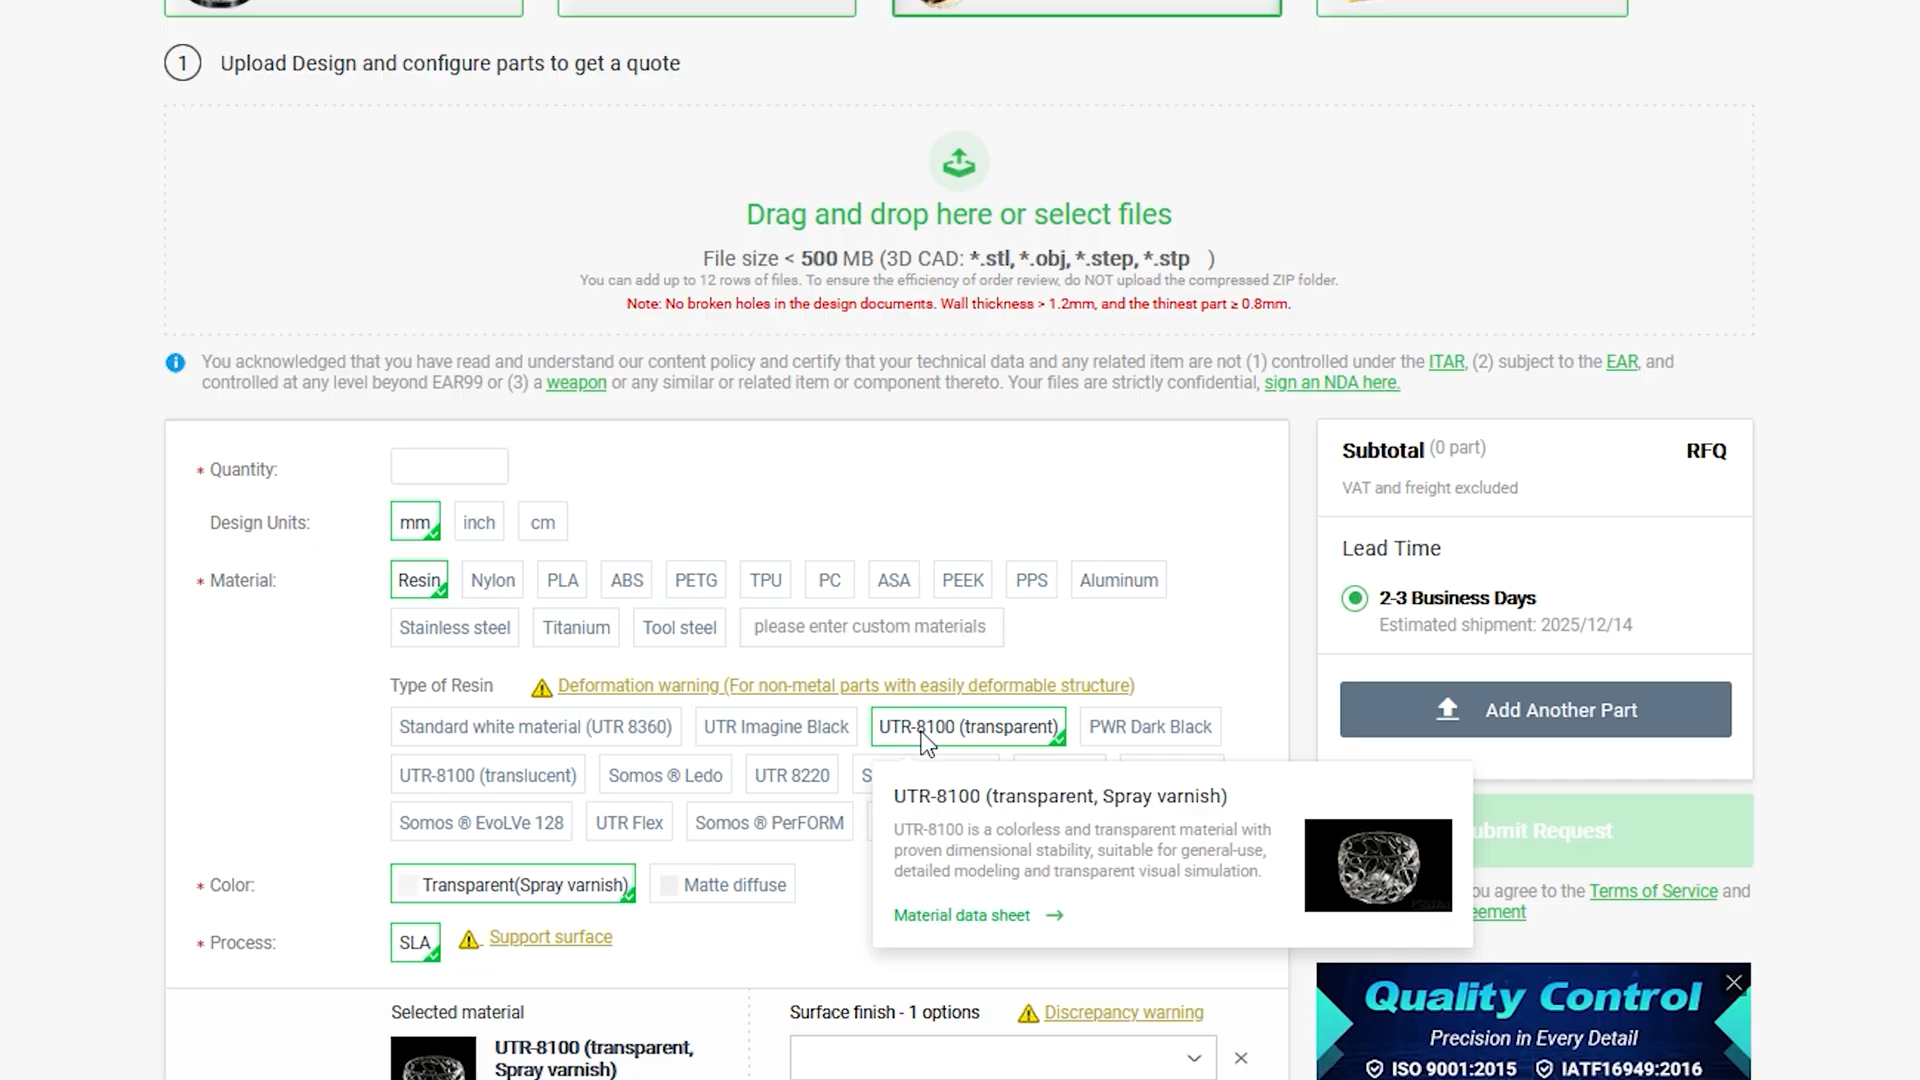 1 Upload Design and configure parts to get a quote
Drag and drop here or select files
File size < 500 MB (3D CAD: *.stl, *.obj, *.step, *.stp )
You can add up to 12 rows of files. To ensure the efficiency of order review, do NOT upload the compressed ZIP folder.
Note: No broken holes in the design documents. Wall thickness > 1.2mm, and the thinest part ≥ 0.8mm.
You acknowledged that you have read and understand our content policy and certify that your technical data and any related item are not (1) controlled under the ITAR, (2) subject to the EAR, and
controlled at any level beyond EAR99 or (3) a weapon or any similar or related item or component thereto. Your files are strictly confidential, sign an NDA here.
* Quantity:
Design Units: mm inch cm
* Material: Resin Nylon PLA ABS PETG TPU PC ASA PEEK PPS Aluminum
Stainless steel Titanium Tool steel please enter custom materials
Type of Resin Deformation warning (For non-metal parts with easily deformable structure)
Standard white material (UTR 8360) UTR Imagine Black UTR-8100 (transparent) PWR Dark Black
UTR-8100 (translucent) Somos ® Ledo UTR 8220 S
Somos ® EvoLVe 128 UTR Flex Somos ® PerFORM
UTR-8100 (transparent, Spray varnish)
UTR-8100 is a colorless and transparent material with
proven dimensional stability, suitable for general-use,
detailed modeling and transparent visual simulation.
Material data sheet →
* Color: Transparent(Spray varnish) Matte diffuse
* Process: SLA Support surface
Selected material
UTR-8100 (transparent,
Spray varnish)
Surface finish - 1 options Discrepancy warning
Subtotal (0 part) RFQ
VAT and freight excluded
Lead Time
2-3 Business Days
Estimated shipment: 2025/12/14
Add Another Part
ubmit Request
ou agree to the Terms of Service and
eement
Quality Control
Precision in Every Detail
ISO 9001:2015 IATF16949:2016